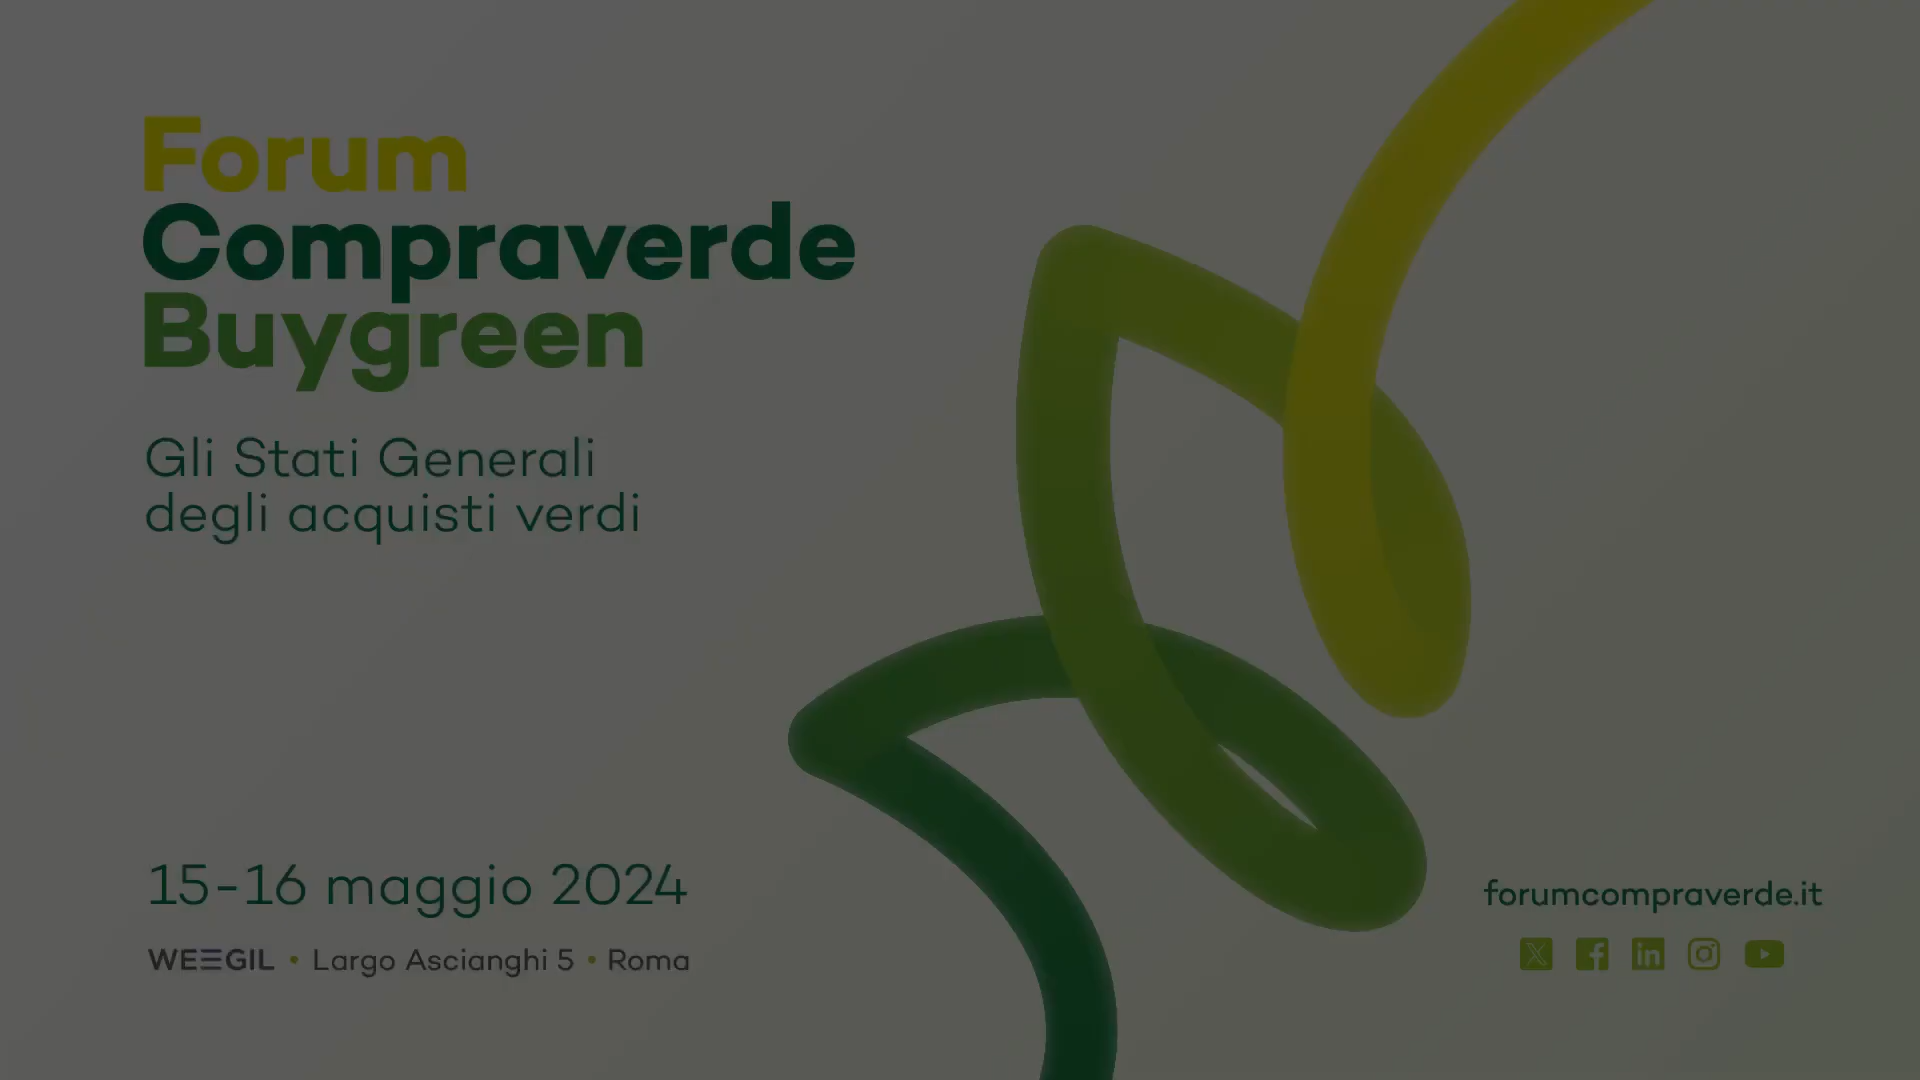 Forum
Compraverde
Buygreen
Gli Stati Generali
degli acquisti verdi
15-16 maggio 2024
WEGIL • Largo Ascianghi 5 • Roma
forumcompraverde.it